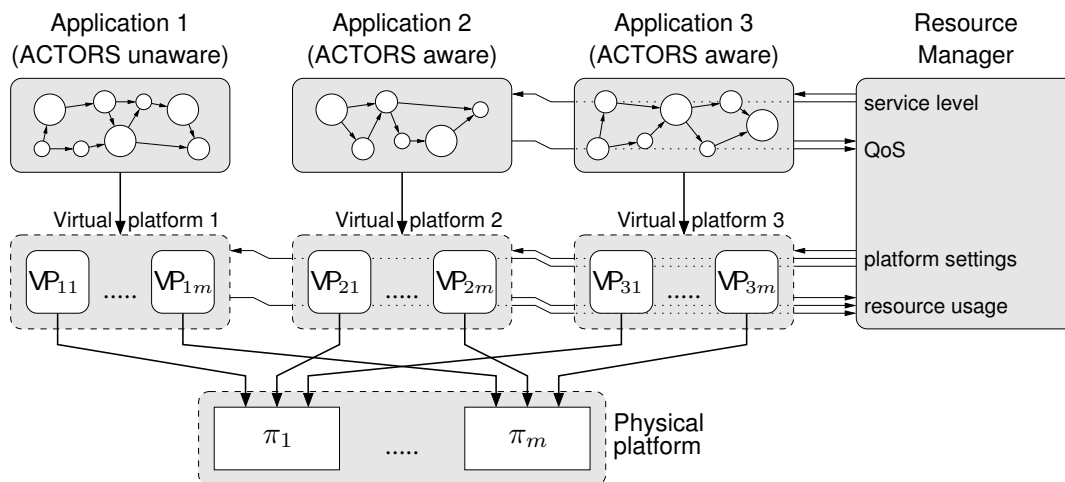 Application 1 Application 2 Application 3 Resource
(ACTORS unaware) (ACTORS aware) (ACTORS aware) Manager
service level
QoS
Virtual platform 1 Virtual platform 2 Virtual platform 3
platform settings
VP11 ..... VP1m VP21 ..... VP2m VP31 ..... VP3m
resource usage
Physical
platform
π1 ..... πm